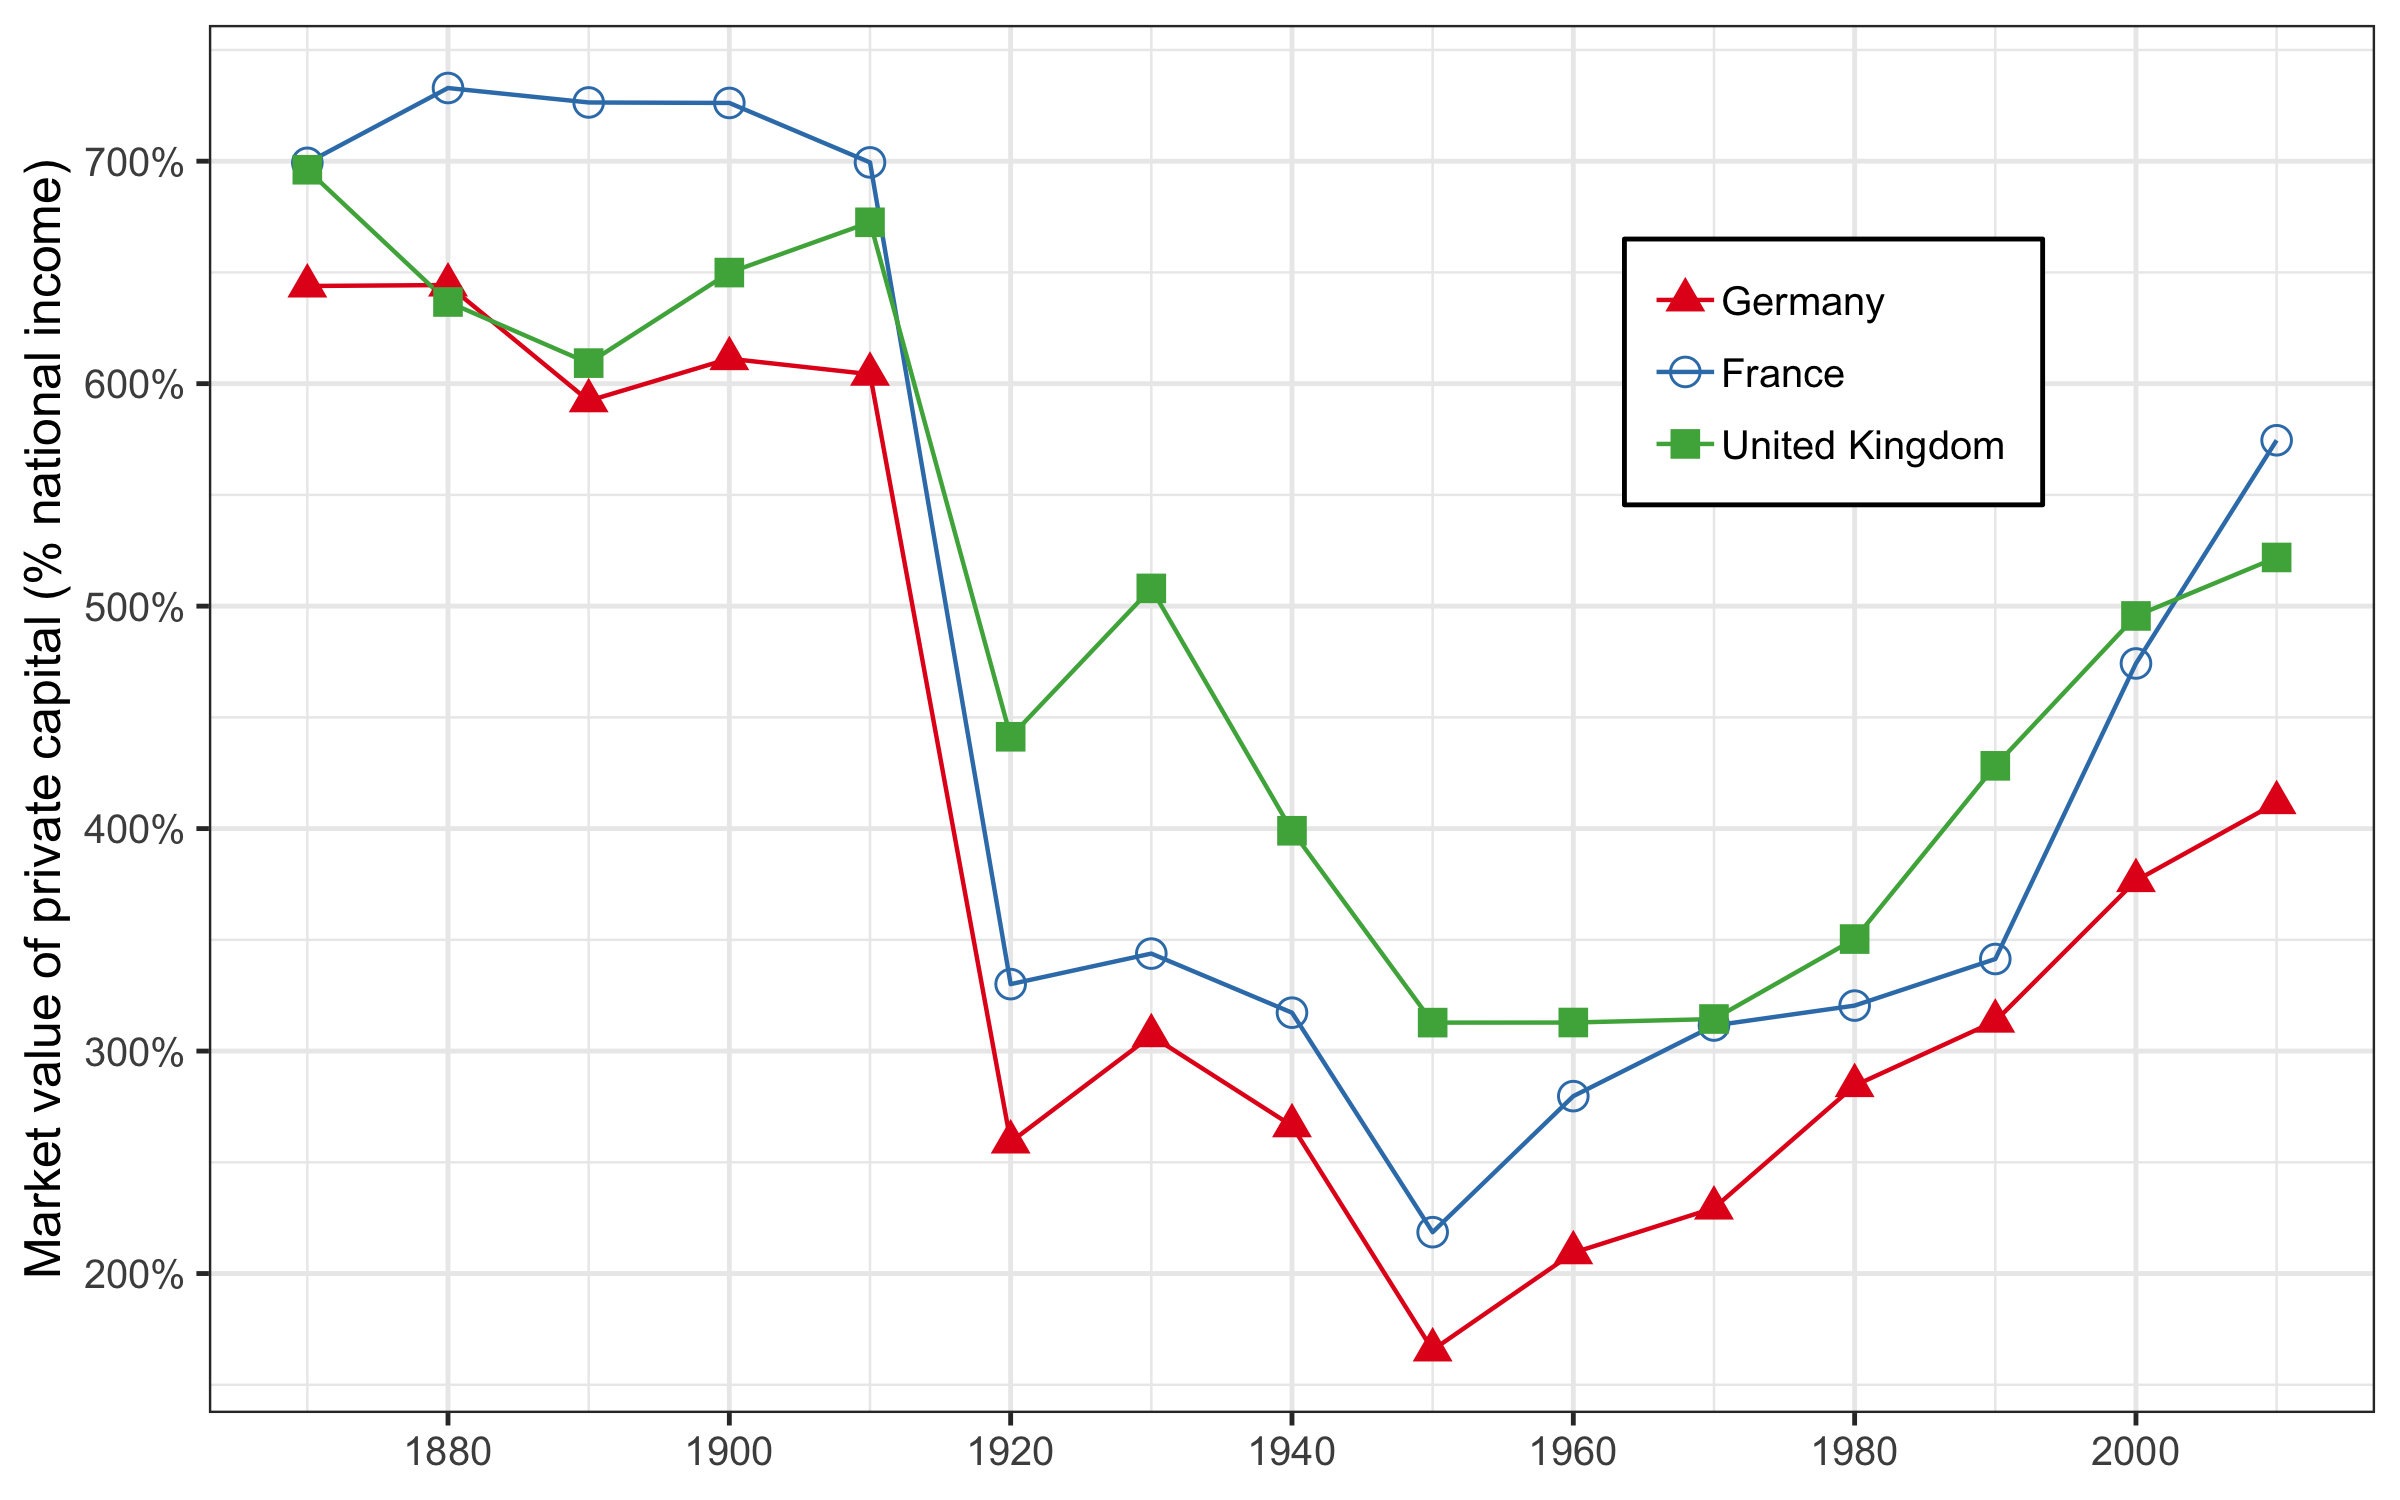 Market value of private capital (% national income)
700%
600%
500%
400%
300%
200%
Germany
France
United Kingdom
1880 1900 1920 1940 1960 1980 2000